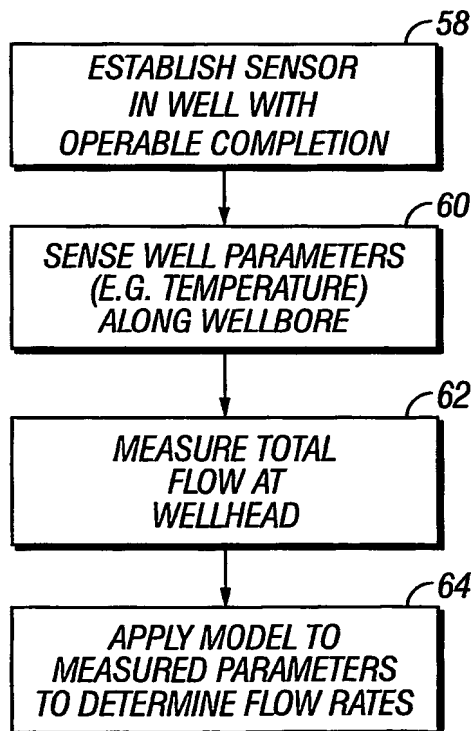 58
ESTABLISH SENSOR
IN WELL WITH
OPERABLE COMPLETION
60
SENSE WELL PARAMETERS
(E.G. TEMPERATURE)
ALONG WELLBORE
62
MEASURE TOTAL
FLOW AT
WELLHEAD
64
APPLY MODEL TO
MEASURED PARAMETERS
TO DETERMINE FLOW RATES